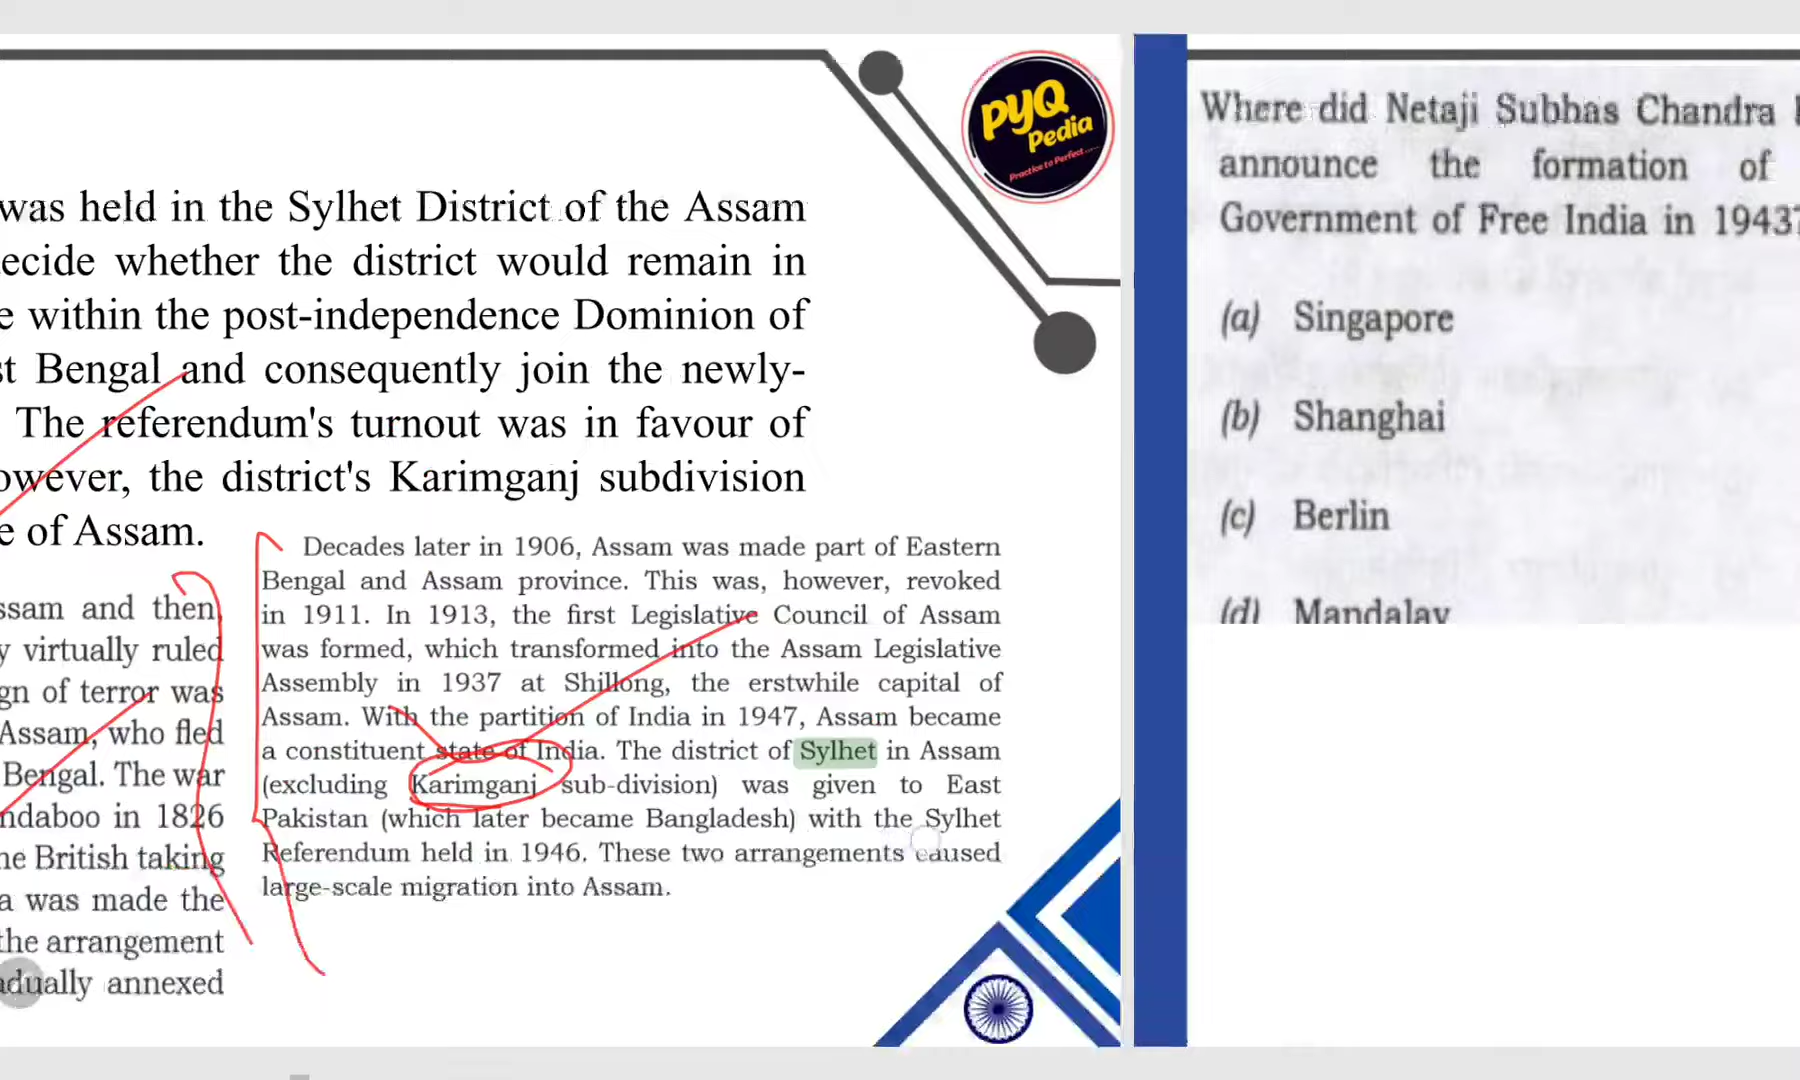 PYQ
Pedia
Practice to Perfect.....
was held in the Sylhet District of the Assam
whether the district would remain in
within the post-independence Dominion of
Bengal and consequently join the newly-
The referendum's turnout was in favour of
the district's Karimganj subdivision
of Assam.
and then,
virtually ruled
of terror was
Assam, who fled
Bengal. The war
in 1826
British taking
a was made the
the arrangement
annexed
Decades later in 1906, Assam was made part of Eastern
Bengal and Assam province. This was, however, revoked
in 1911. In 1913, the first Legislative Council of Assam
was formed, which transformed into the Assam Legislative
Assembly in 1937 at Shillong, the erstwhile capital of
Assam. With the partition of India in 1947, Assam became
a constituent state of India. The district of Sylhet in Assam
(excluding Karimganj sub-division) was given to East
Pakistan (which later became Bangladesh) with the Sylhet
Referendum held in 1946. These two arrangements caused
large-scale migration into Assam.
Where did Netaji Subhas Chandra
announce the formation of
Government of Free India in 1943?
(a) Singapore
(b) Shanghai
(c) Berlin
(d) Mandalay